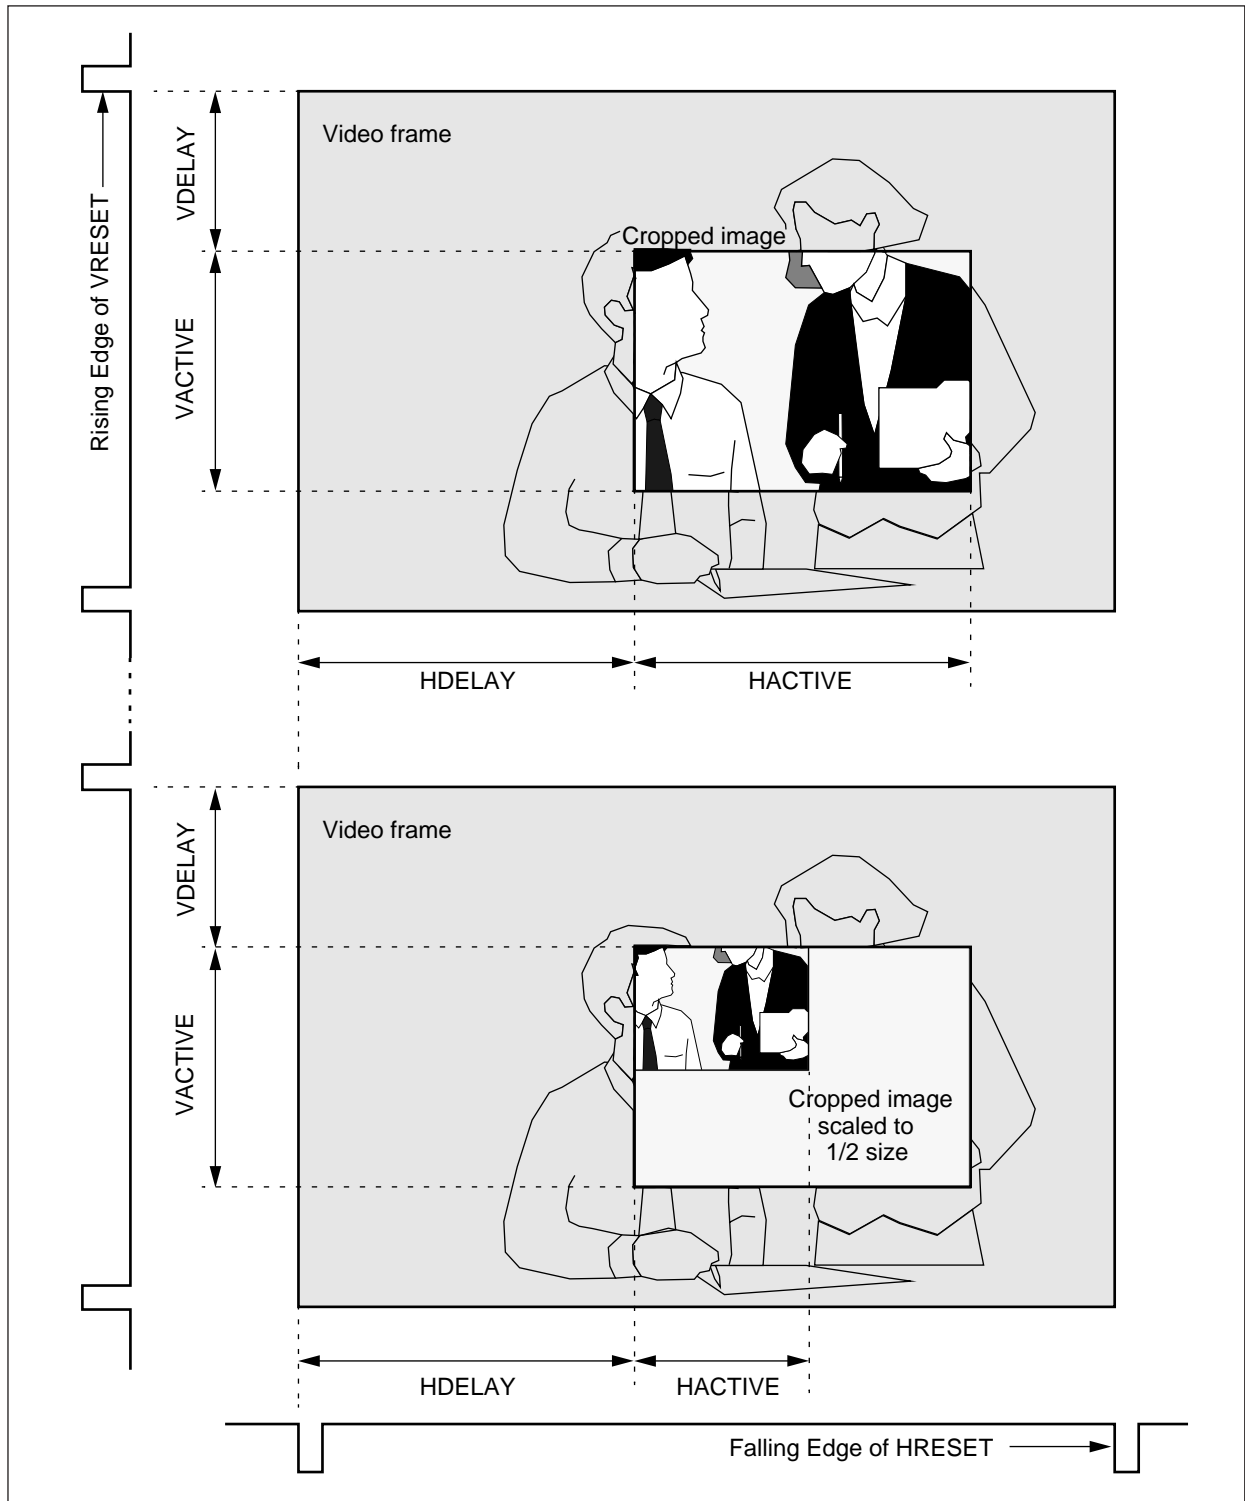 Rising Edge of VRESET
VDELAY
VACTIVE
Video frame
Cropped image
HDELAY
HACTIVE
VDELAY
VACTIVE
Video frame
Cropped image
scaled to
1/2 size
HDELAY
HACTIVE
Falling Edge of HRESET